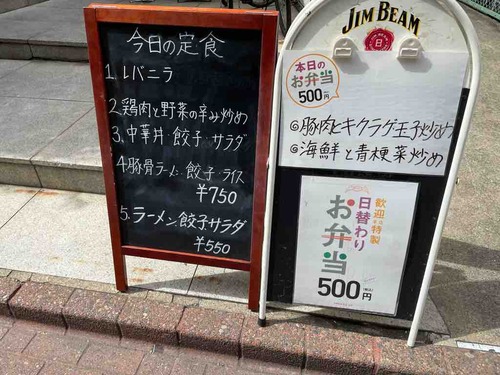 今日の定食
1. レバニラ
2. 鶏肉と野菜の辛み炒め
3. 中華丼 餃子 サラダ
4. 豚骨ラーメン 餃子 ライス
¥750
5. ラーメン 餃子 サラダ
¥550
JIM BEAM
本日の
お弁当
500円
◎豚肉とキクラゲ玉子炒め
◎海鮮と青梗菜炒め
歓迎 特製
日替わり
お弁当
500円